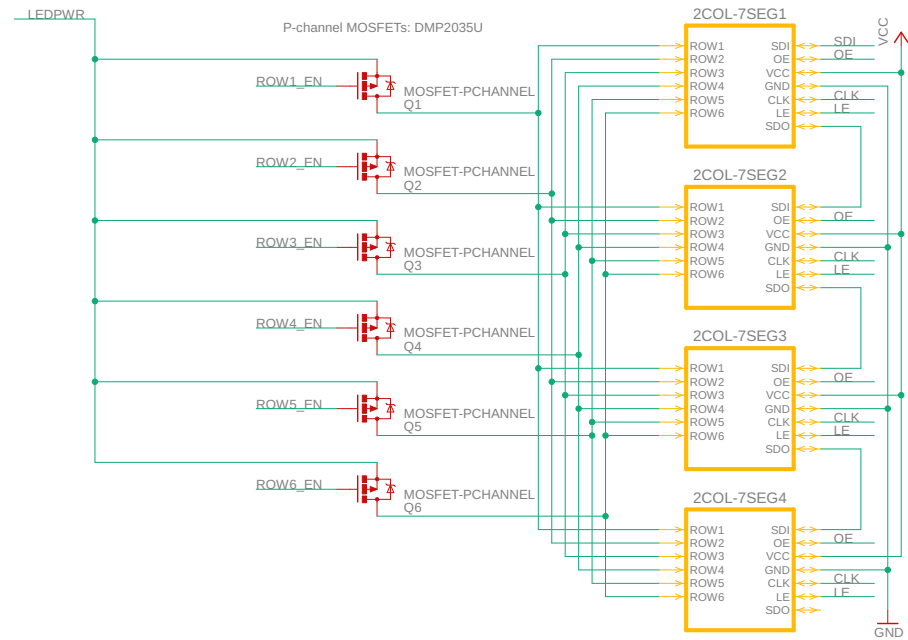 LEDPWR
P-channel MOSFETs: DMP2035U
ROW1_EN
MOSFET-PCHANNEL
Q1
ROW2_EN
MOSFET-PCHANNEL
Q2
ROW3_EN
MOSFET-PCHANNEL
Q3
ROW4_EN
MOSFET-PCHANNEL
Q4
ROW5_EN
MOSFET-PCHANNEL
Q5
ROW6_EN
MOSFET-PCHANNEL
Q6
2COL-7SEG1
ROW1 SDI SDI
ROW2 OE OE
ROW3 VCC
ROW4 GND
ROW5 CLK CLK
ROW6 LE LE
SDO
VCC
2COL-7SEG2
ROW1 SDI
ROW2 OE OE
ROW3 VCC
ROW4 GND
ROW5 CLK CLK
ROW6 LE LE
SDO
2COL-7SEG3
ROW1 SDI
ROW2 OE OE
ROW3 VCC
ROW4 GND
ROW5 CLK CLK
ROW6 LE LE
SDO
2COL-7SEG4
ROW1 SDI
ROW2 OE OE
ROW3 VCC
ROW4 GND
ROW5 CLK CLK
ROW6 LE LE
SDO
GND